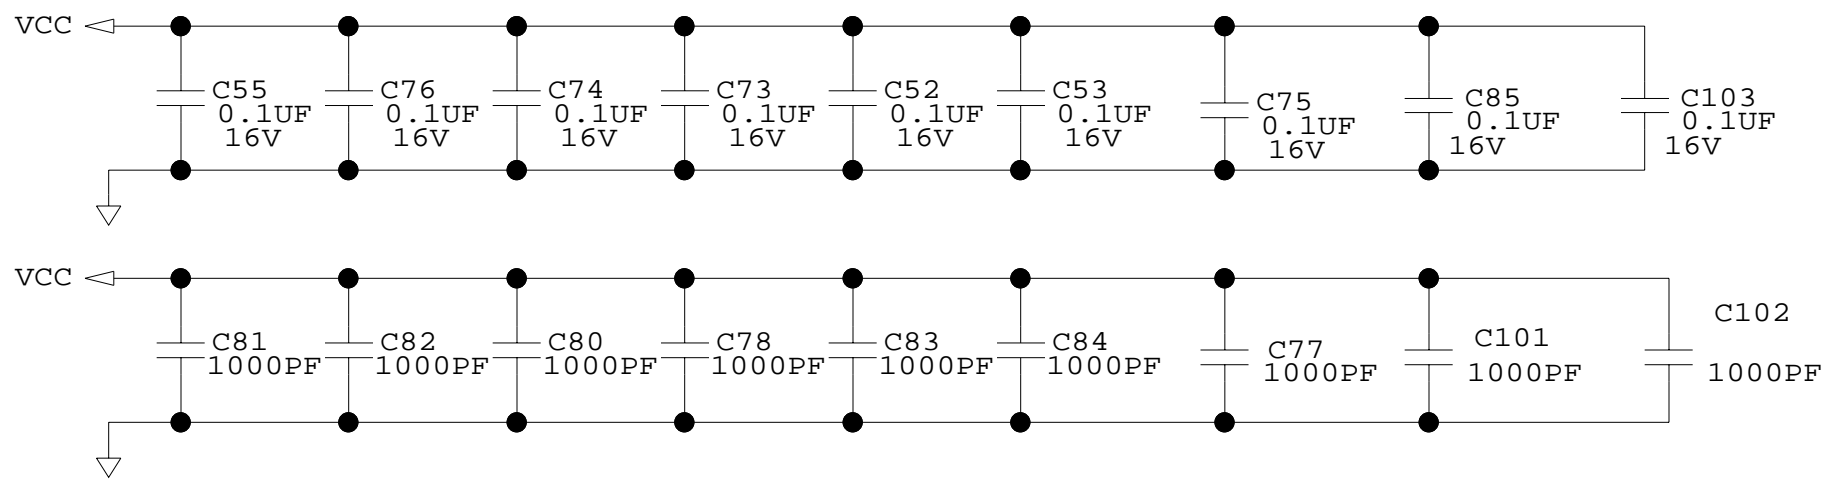 VCC
C55
0.1UF
16V
C76
0.1UF
16V
C74
0.1UF
16V
C73
0.1UF
16V
C52
0.1UF
16V
C53
0.1UF
16V
C75
0.1UF
16V
C85
0.1UF
16V
C103
0.1UF
16V
VCC
C81
1000PF
C82
1000PF
C80
1000PF
C78
1000PF
C83
1000PF
C84
1000PF
C77
1000PF
C101
1000PF
C102
1000PF